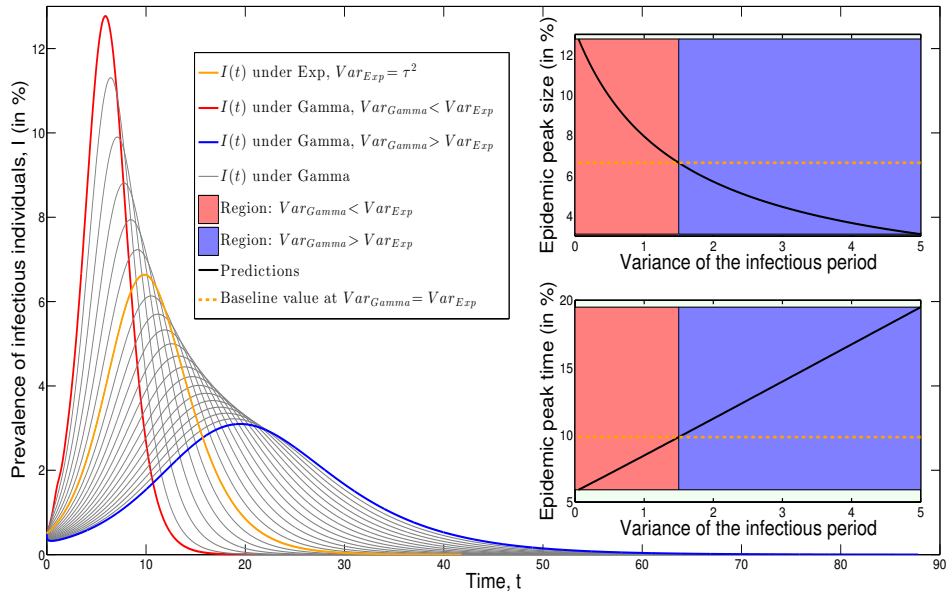 Prevalence of infectious individuals, I (in %)
12
10
8
6
4
2
0
0 10 20 30 40 50 60 70 80 90
Time, t
I(t) under Exp, Var_Exp = τ^2
I(t) under Gamma, Var_Gamma < Var_Exp
I(t) under Gamma, Var_Gamma > Var_Exp
I(t) under Gamma
Region: Var_Gamma < Var_Exp
Region: Var_Gamma > Var_Exp
Predictions
Baseline value at Var_Gamma = Var_Exp
Epidemic peak size (in %)
12
10
8
6
4
0 1 2 3 4 5
Variance of the infectious period
Epidemic peak time (in %)
20
15
10
5
0 1 2 3 4 5
Variance of the infectious period